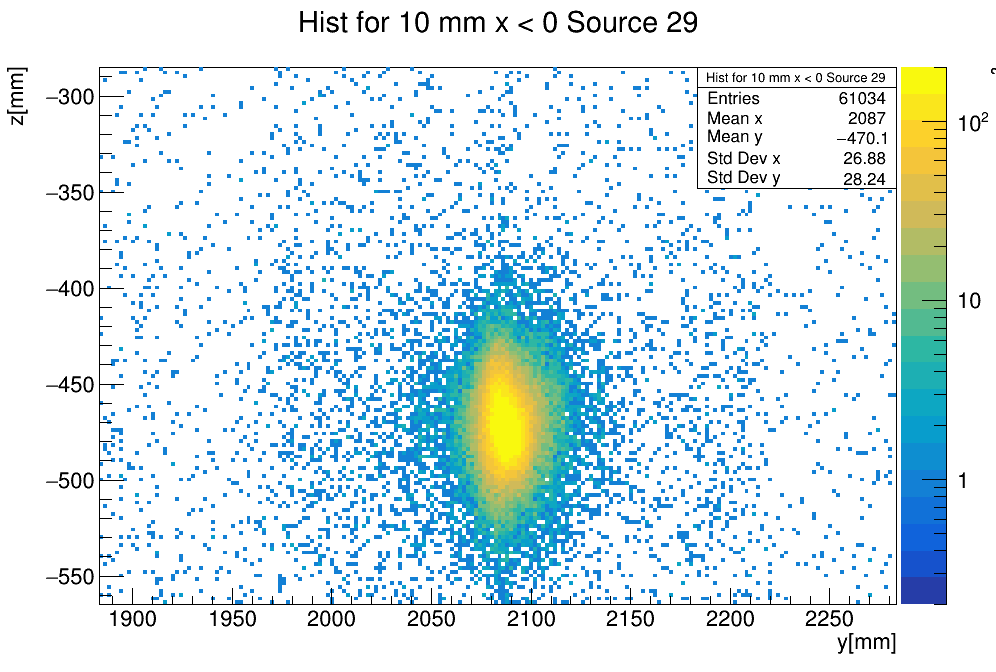 Hist for 10 mm x < 0 Source 29
z[mm]
−300
−350
−400
−450
−500
−550
1900 1950 2000 2050 2100 2150 2200 2250
y[mm]
Hist for 10 mm x < 0 Source 29
Entries 61034
Mean x 2087
Mean y −470.1
Std Dev x 26.88
Std Dev y 28.24
10²
10
1